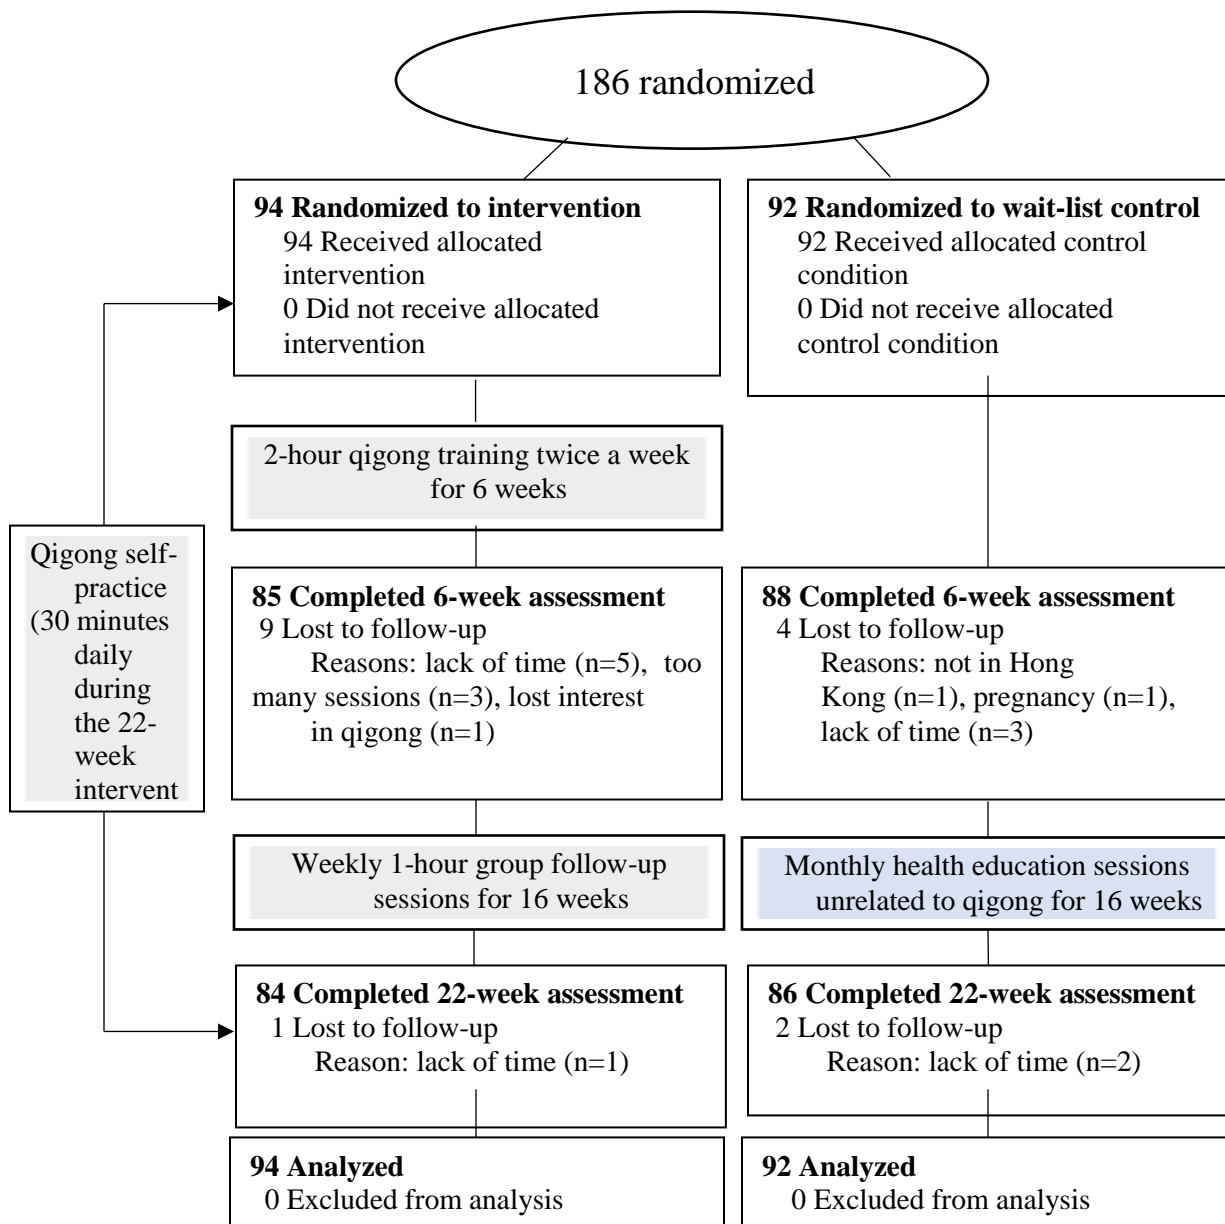 186 randomized
94 Randomized to intervention
94 Received allocated
intervention
0 Did not receive allocated
intervention
92 Randomized to wait-list control
92 Received allocated control
condition
0 Did not receive allocated
control condition
2-hour qigong training twice a week
for 6 weeks
Qigong self-
practice
(30 minutes
daily
during
the 22-
week
intervent
85 Completed 6-week assessment
9 Lost to follow-up
Reasons: lack of time (n=5), too
many sessions (n=3), lost interest
in qigong (n=1)
88 Completed 6-week assessment
4 Lost to follow-up
Reasons: not in Hong
Kong (n=1), pregnancy (n=1),
lack of time (n=3)
Weekly 1-hour group follow-up
sessions for 16 weeks
Monthly health education sessions
unrelated to qigong for 16 weeks
84 Completed 22-week assessment
1 Lost to follow-up
Reason: lack of time (n=1)
86 Completed 22-week assessment
2 Lost to follow-up
Reason: lack of time (n=2)
94 Analyzed
0 Excluded from analysis
92 Analyzed
0 Excluded from analysis